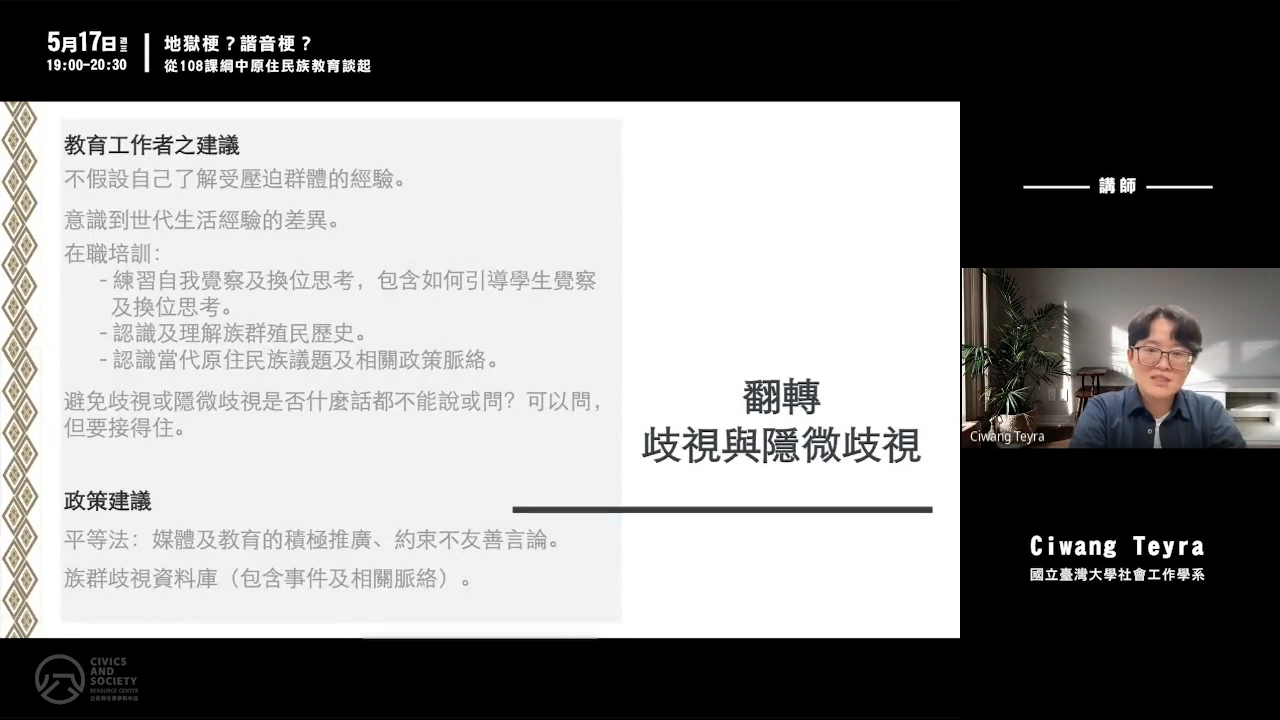 5月17日 週三
19:00-20:30
地獄梗？諧音梗？
從108課綱中原住民族教育談起
教育工作者之建議
不假設自己了解受壓迫群體的經驗。
意識到世代生活經驗的差異。
在職培訓：
- 練習自我覺察及換位思考，包含如何引導學生覺察
及換位思考。
- 認識及理解族群殖民歷史。
- 認識當代原住民族議題及相關政策脈絡。
避免歧視或隱微歧視是否什麼話都不能說或問？可以問，
但要接得住。
政策建議
平等法：媒體及教育的積極推廣、約束不友善言論。
族群歧視資料庫（包含事件及相關脈絡）。
翻轉
歧視與隱微歧視
講師
Ciwang Teyra
Ciwang Teyra
國立臺灣大學社會工作學系
CIVICS
AND
SOCIETY
RESOURCE CENTER
公民與社會學科中心